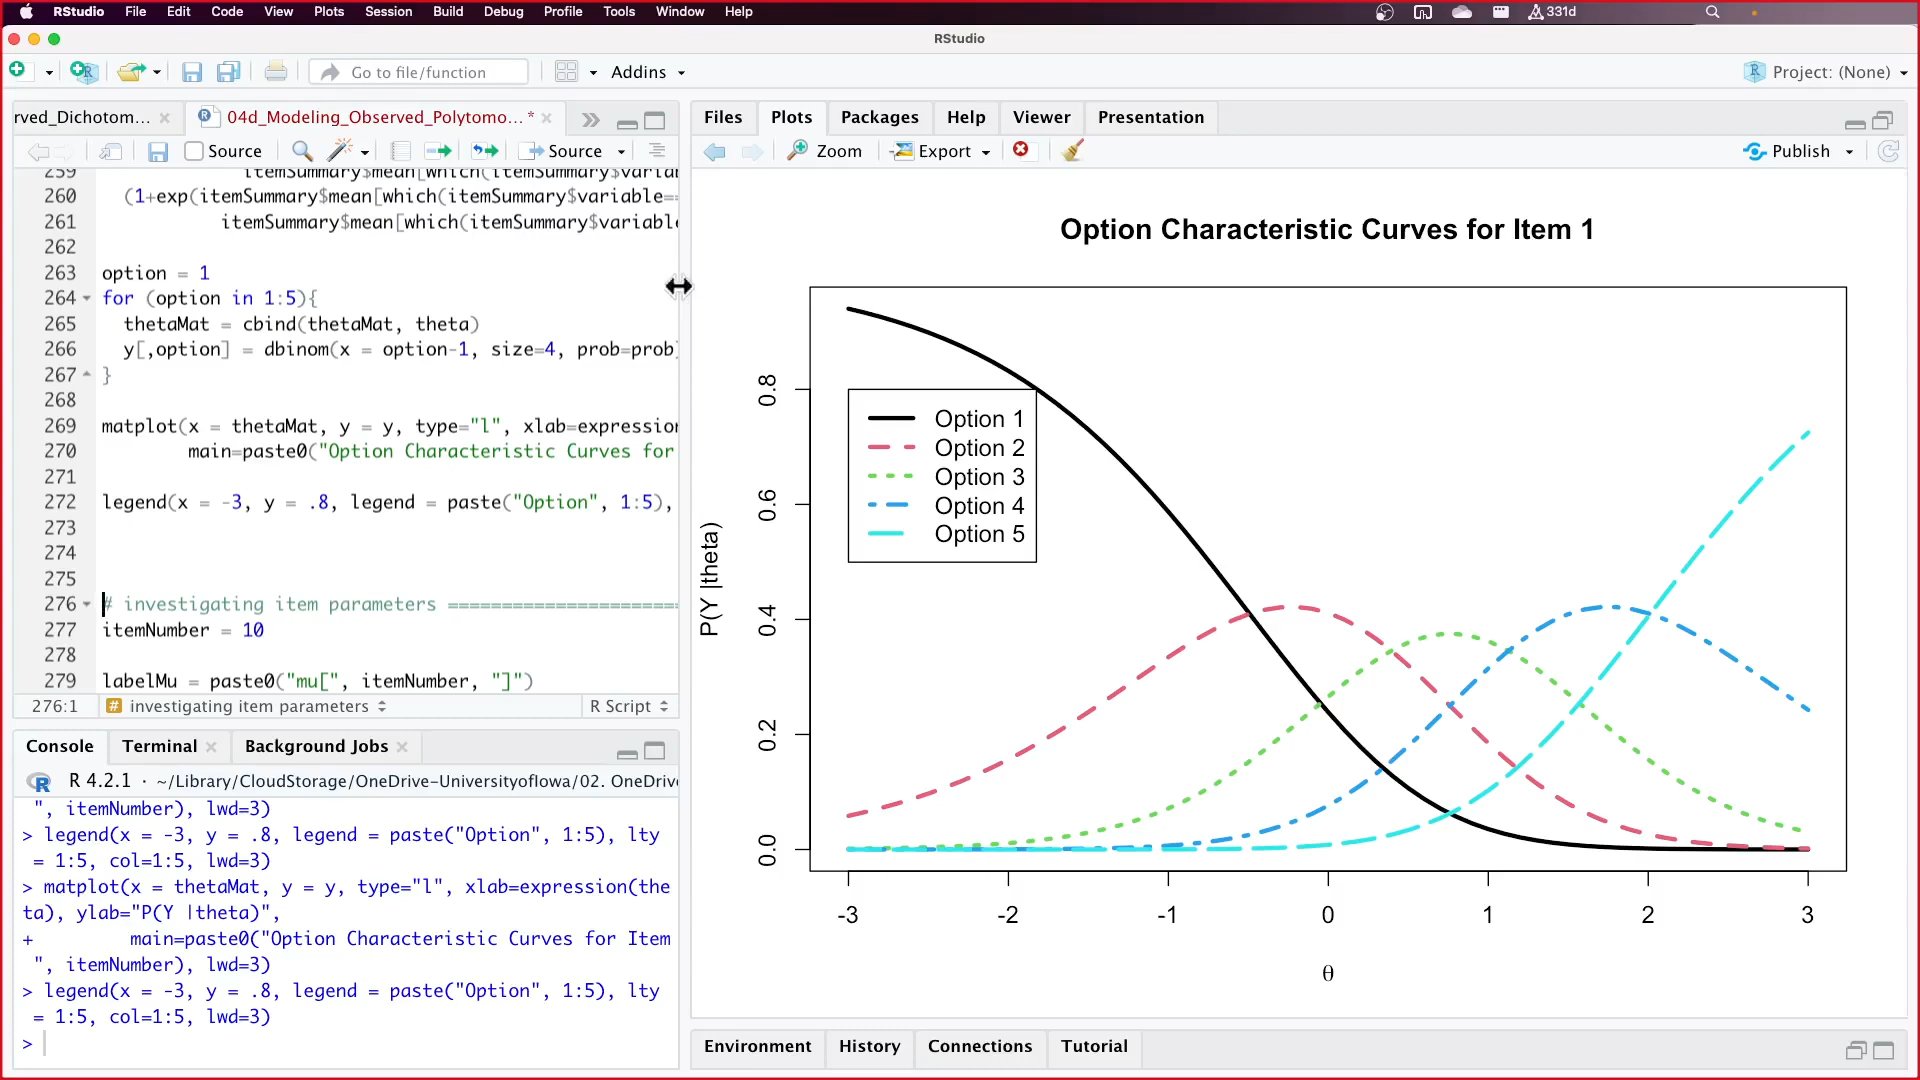 RStudio File Edit Code View Plots Session Build Debug Profile Tools Window Help 331d
RStudio
Go to file/function Addins Project: (None)
rved_Dichotom... 04d_Modeling_Observed_Polytomo... *
Source Source
259 itemSummary$mean[which(itemSummary$varia
260 (1+exp(itemSummary$mean[which(itemSummary$variable==
261 itemSummary$mean[which(itemSummary$variable
262
263 option = 1
264 for (option in 1:5){
265 thetaMat = cbind(thetaMat, theta)
266 y[,option] = dbinom(x = option-1, size=4, prob=prob)
267 }
268
269 matplot(x = thetaMat, y = y, type="l", xlab=expression
270 main=paste0("Option Characteristic Curves for
271
272 legend(x = -3, y = .8, legend = paste("Option", 1:5),
273
274
275
276 # investigating item parameters ======================
277 itemNumber = 10
278
279 labelMu = paste0("mu[", itemNumber, "]")
276:1 # investigating item parameters R Script
Console Terminal Background Jobs
R 4.2.1 · ~/Library/CloudStorage/OneDrive-UniversityofIowa/02. OneDrive
", itemNumber), lwd=3)
> legend(x = -3, y = .8, legend = paste("Option", 1:5), lty
= 1:5, col=1:5, lwd=3)
> matplot(x = thetaMat, y = y, type="l", xlab=expression(the
ta), ylab="P(Y |theta)",
+ main=paste0("Option Characteristic Curves for Item
", itemNumber), lwd=3)
> legend(x = -3, y = .8, legend = paste("Option", 1:5), lty
= 1:5, col=1:5, lwd=3)
>
Files Plots Packages Help Viewer Presentation
Zoom Export Publish
Option Characteristic Curves for Item 1
Option 1
Option 2
Option 3
Option 4
Option 5
P(Y |theta)
0.8
0.6
0.4
0.2
0.0
-3 -2 -1 0 1 2 3
θ
Environment History Connections Tutorial